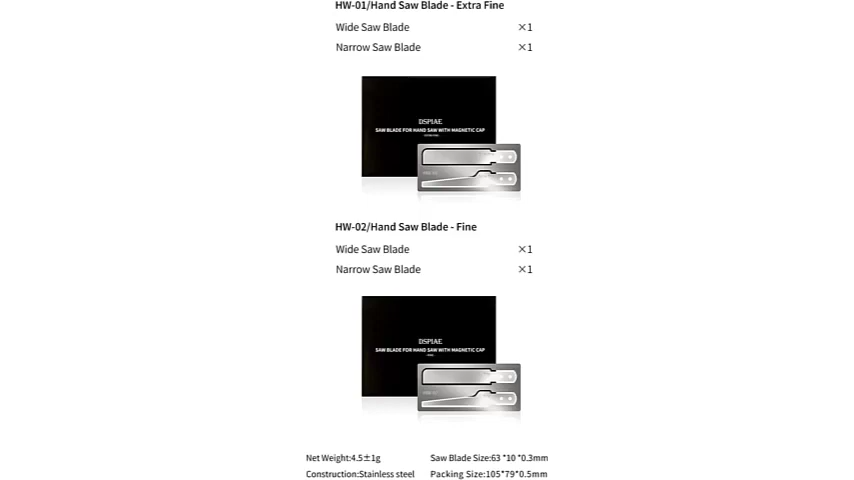 HW-01/Hand Saw Blade - Extra Fine
Wide Saw Blade ×1
Narrow Saw Blade ×1
DSPIAE
SAW BLADE FOR HAND SAW WITH MAGNETIC CAP
HW-02/Hand Saw Blade - Fine
Wide Saw Blade ×1
Narrow Saw Blade ×1
DSPIAE
SAW BLADE FOR HAND SAW WITH MAGNETIC CAP
Net Weight:4.5±1g Saw Blade Size:63 *10 *0.3mm
Construction:Stainless steel Packing Size:105*79*0.5mm